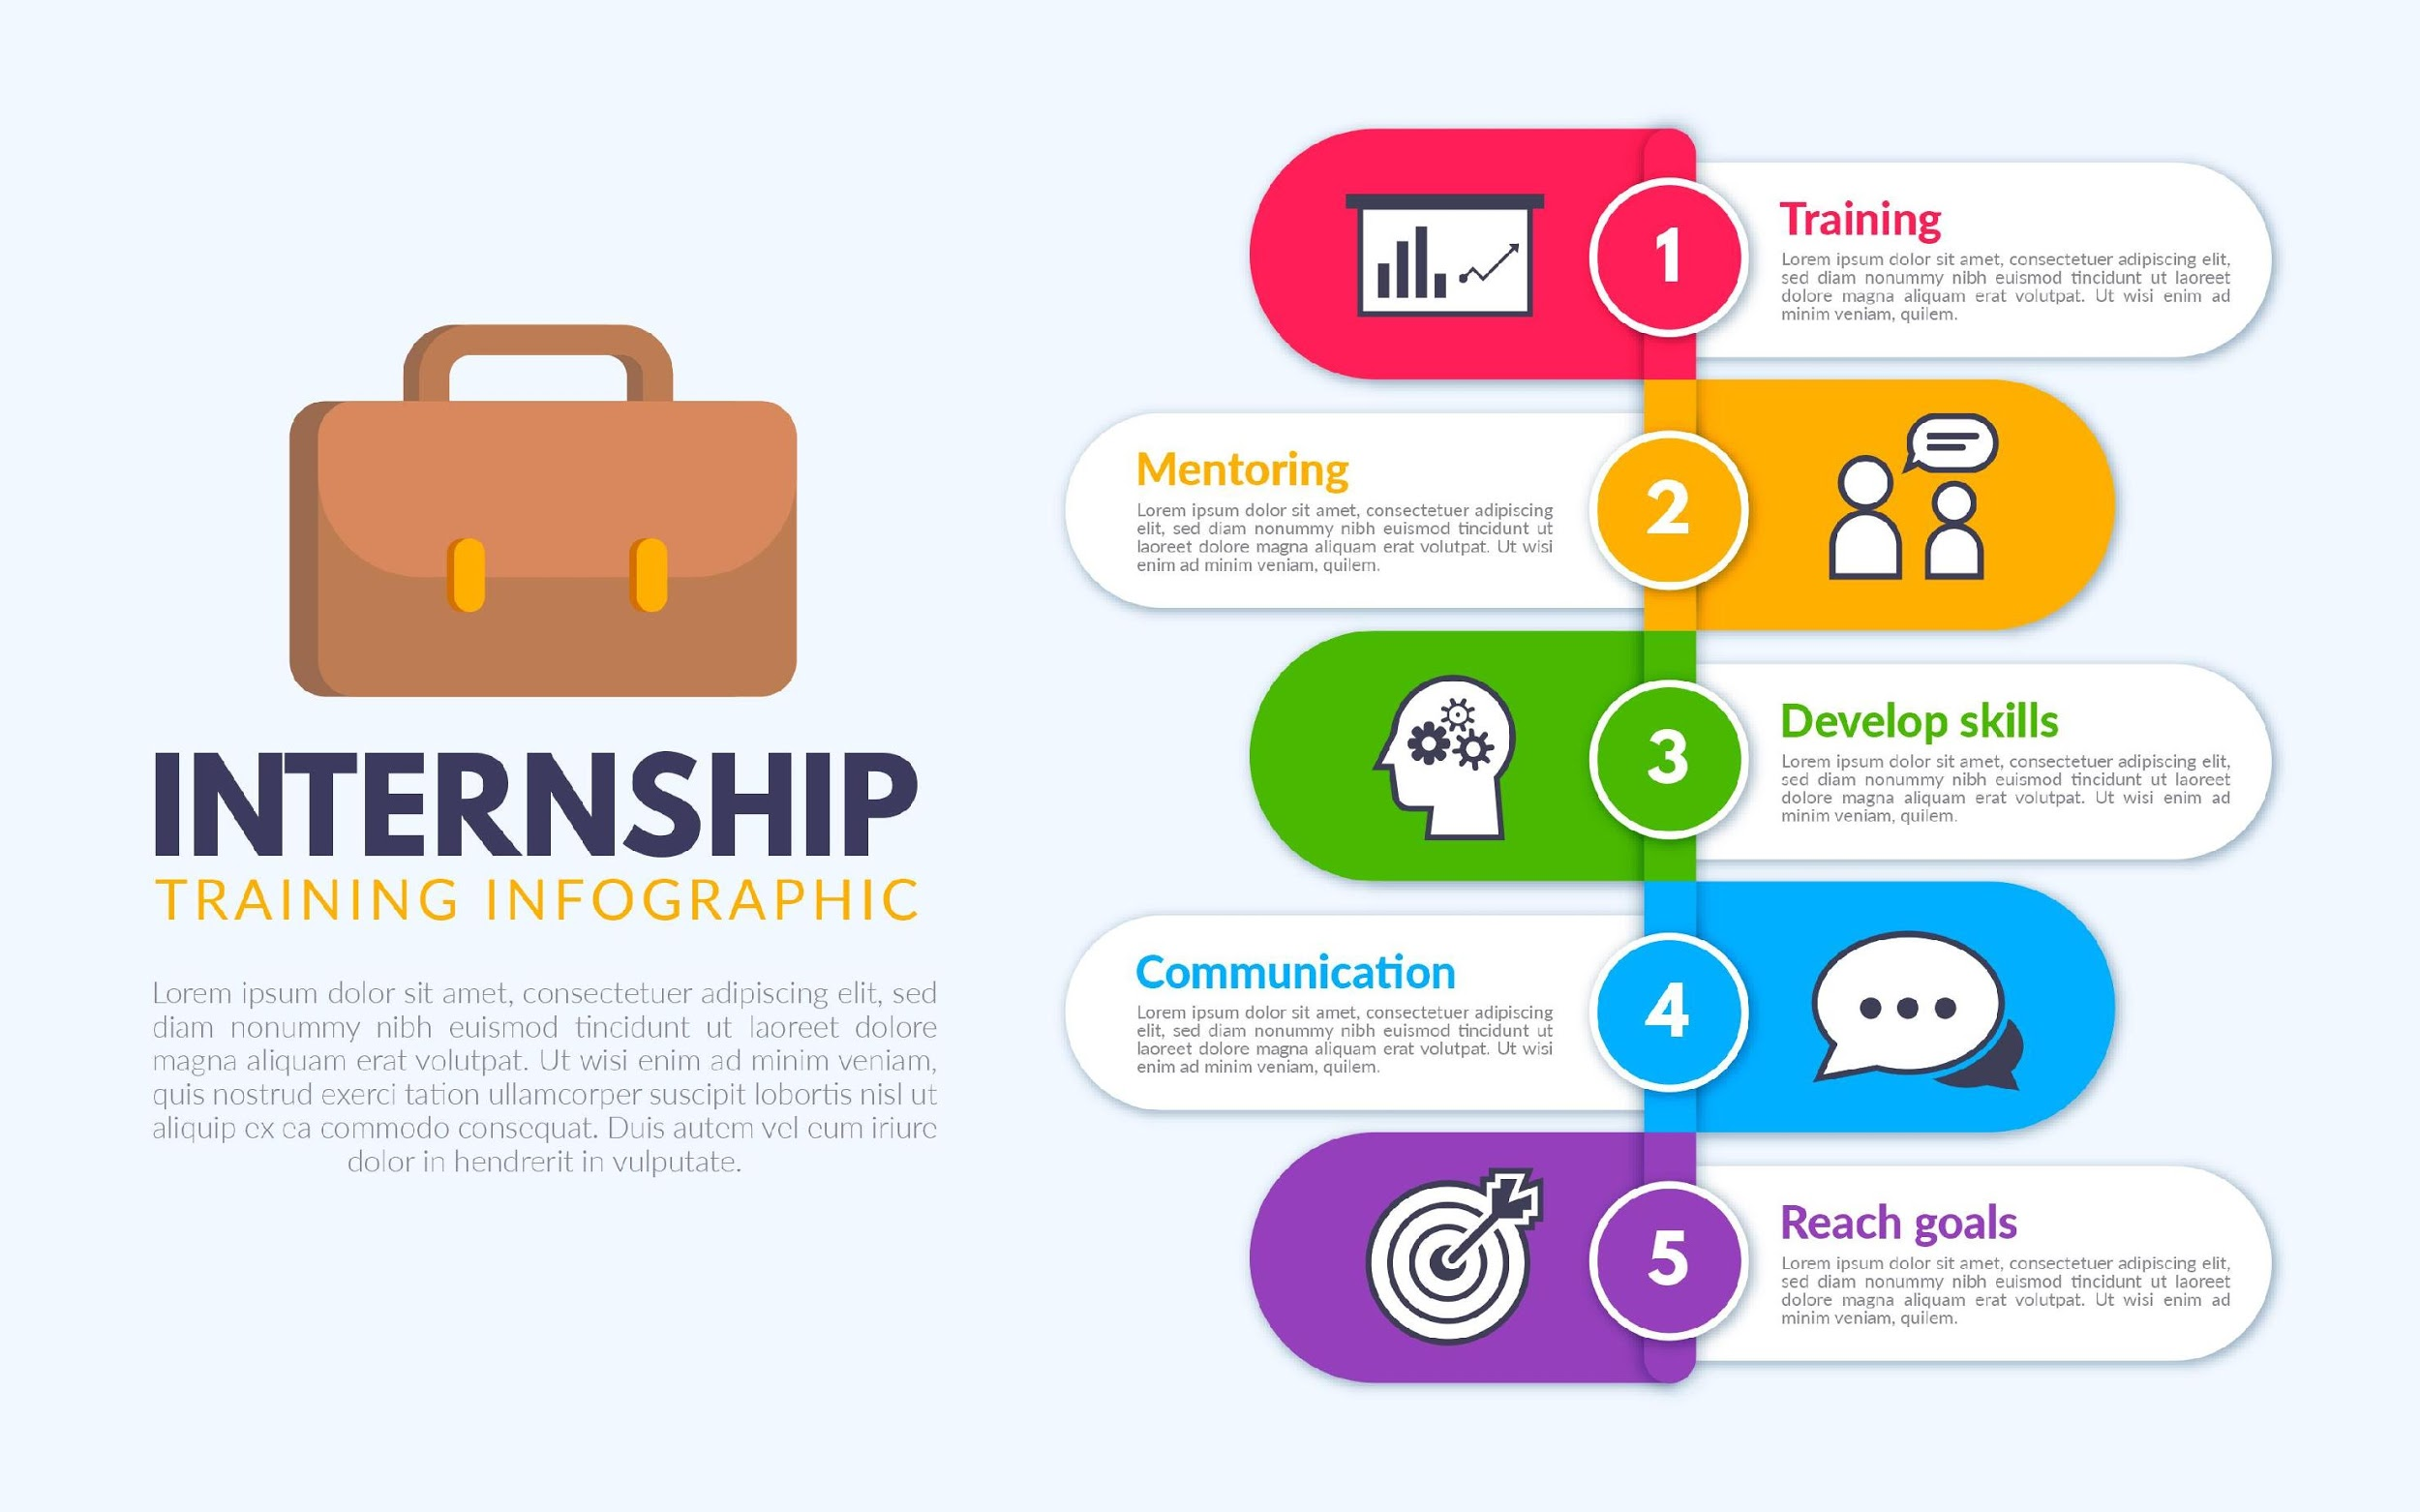 INTERNSHIP
TRAINING INFOGRAPHIC
Lorem ipsum dolor sit amet, consectetuer adipiscing elit, sed
diam nonummy nibh euismod tincidunt ut laoreet dolore
magna aliquam erat volutpat. Ut wisi enim ad minim veniam,
quis nostrud exerci tation ullamcorper suscipit lobortis nisl ut
aliquip ex ea commodo consequat. Duis autem vel eum iriure
dolor in hendrerit in vulputate.
1
Training
Lorem ipsum dolor sit amet, consectetuer adipiscing elit,
sed diam nonummy nibh euismod tincidunt ut laoreet
dolore magna aliquam erat volutpat. Ut wisi enim ad
minim veniam, quilem.
2
Mentoring
Lorem ipsum dolor sit amet, consectetuer adipiscing
elit, sed diam nonummy nibh euismod tincidunt ut
laoreet dolore magna aliquam erat volutpat. Ut wisi
enim ad minim veniam, quilem.
3
Develop skills
Lorem ipsum dolor sit amet, consectetuer adipiscing elit,
sed diam nonummy nibh euismod tincidunt ut laoreet
dolore magna aliquam erat volutpat. Ut wisi enim ad
minim veniam, quilem.
4
Communication
Lorem ipsum dolor sit amet, consectetuer adipiscing
elit, sed diam nonummy nibh euismod tincidunt ut
laoreet dolore magna aliquam erat volutpat. Ut wisi
enim ad minim veniam, quilem.
5
Reach goals
Lorem ipsum dolor sit amet, consectetuer adipiscing elit,
sed diam nonummy nibh euismod tincidunt ut laoreet
dolore magna aliquam erat volutpat. Ut wisi enim ad
minim veniam, quilem.